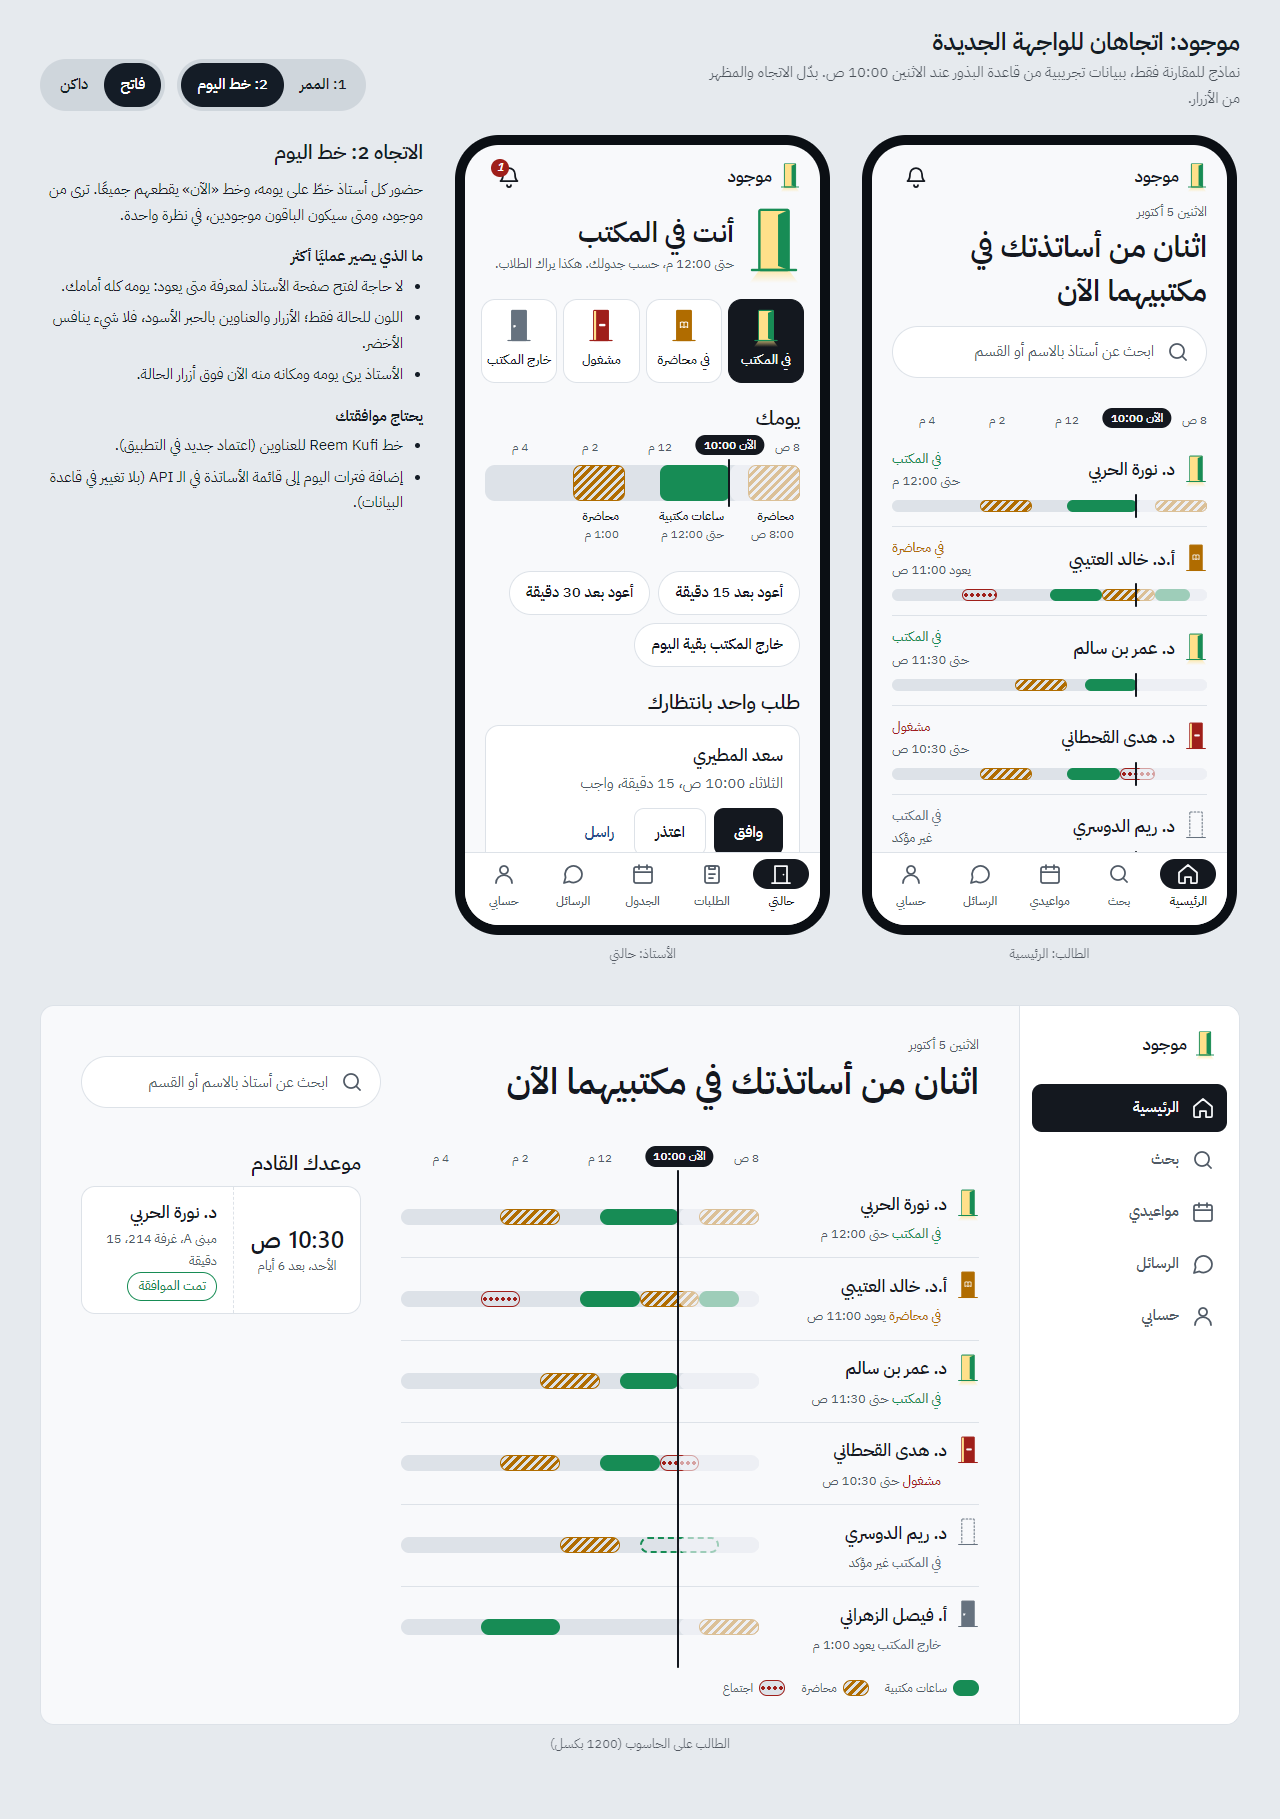 موجود: اتجاهان للواجهة الجديدة
نماذج للمقارنة فقط، ببيانات تجريبية من قاعدة البذور عند الاثنين 10:00 ص. بدّل الاتجاه والمظهر
من الأزرار.
1: الممر
2: خط اليوم
فاتح
داكن
موجود
الاثنين 5 أكتوبر
اثنان من أساتذتك في
مكتبيهما الآن
ابحث عن أستاذ بالاسم أو القسم
8 ص
الآن 10:00
12 م
2 م
4 م
د. نورة الحربي
في المكتب
حتى 12:00 م
أ.د. خالد العتيبي
في محاضرة
يعود 11:00 ص
د. عمر بن سالم
في المكتب
حتى 11:30 ص
د. هدى القحطاني
مشغول
حتى 10:30 ص
د. ريم الدوسري
في المكتب
غير مؤكد
الرئيسية
بحث
مواعيدي
الرسائل
حسابي
الطالب: الرئيسية
موجود
1
أنت في المكتب
حتى 12:00 م، حسب جدولك. هكذا يراك الطلاب.
في المكتب
في محاضرة
مشغول
خارج المكتب
يومك
8 ص
الآن 10:00
12 م
2 م
4 م
محاضرة
8:00 ص
ساعات مكتبية
حتى 12:00 م
محاضرة
1:00 م
أعود بعد 15 دقيقة
أعود بعد 30 دقيقة
خارج المكتب بقية اليوم
طلب واحد بانتظارك
سعد المطيري
الثلاثاء 10:00 ص، 15 دقيقة، واجب
وافق
اعتذر
راسل
حالتي
الطلبات
الجدول
الرسائل
حسابي
الأستاذ: حالتي
الاتجاه 2: خط اليوم
حضور كل أستاذ خطّ على يومه، وخط «الآن» يقطعهم جميعًا. ترى من
موجود، ومتى سيكون الباقون موجودين، في نظرة واحدة.
ما الذي يصير عمليًا أكثر
• لا حاجة لفتح صفحة الأستاذ لمعرفة متى يعود: يومه كله أمامك.
• اللون للحالة فقط؛ الأزرار والعناوين بالحبر الأسود، فلا شيء ينافس
الأخضر.
• الأستاذ يرى يومه ومكانه منه الآن فوق أزرار الحالة.
يحتاج موافقتك
• خط Reem Kufi للعناوين (اعتماد جديد في التطبيق).
• إضافة فترات اليوم إلى قائمة الأساتذة في الـ API (بلا تغيير في قاعدة
البيانات).
موجود
الرئيسية
بحث
مواعيدي
الرسائل
حسابي
الاثنين 5 أكتوبر
اثنان من أساتذتك في مكتبيهما الآن
ابحث عن أستاذ بالاسم أو القسم
8 ص
الآن 10:00
12 م
2 م
4 م
د. نورة الحربي
في المكتب حتى 12:00 م
أ.د. خالد العتيبي
في محاضرة يعود 11:00 ص
د. عمر بن سالم
في المكتب حتى 11:30 ص
د. هدى القحطاني
مشغول حتى 10:30 ص
د. ريم الدوسري
في المكتب غير مؤكد
أ. فيصل الزهراني
خارج المكتب يعود 1:00 م
ساعات مكتبية
محاضرة
اجتماع
موعدك القادم
10:30 ص
الأحد، بعد 6 أيام
د. نورة الحربي
مبنى A، غرفة 214، 15
دقيقة
تمت الموافقة
الطالب على الحاسوب (1200 بكسل)